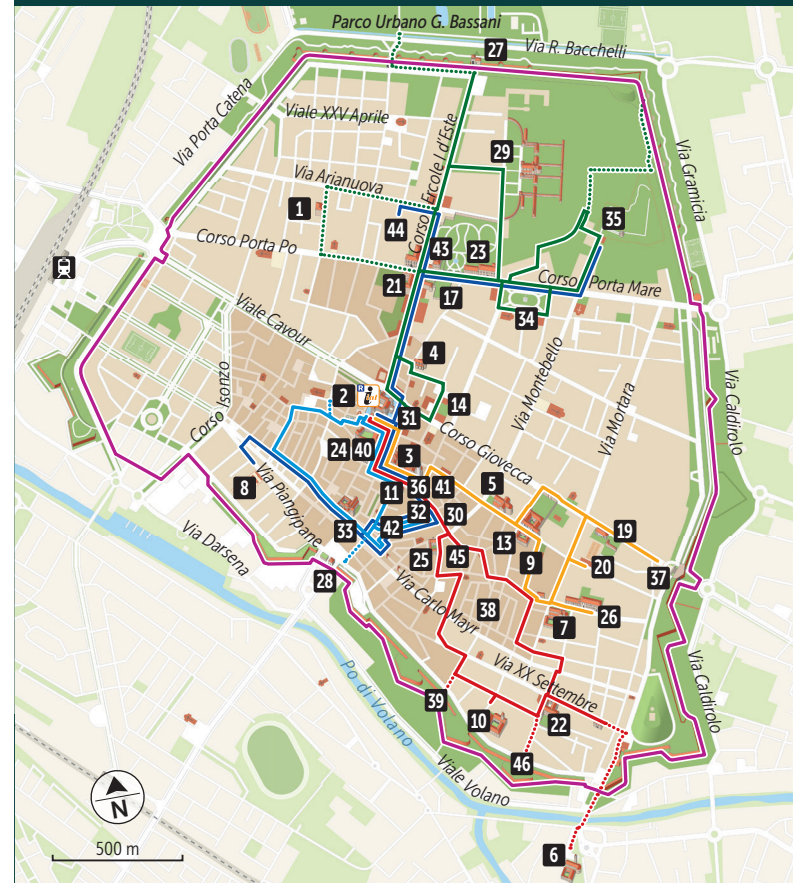 Parco Urbano G. Bassani
27
Via R. Bacchelli
Via Porta Catena
Viale XXV Aprile
Corso Ercole I d'Este
29
Via Gramicia
Via Arianuova
1
44
35
43
23
Corso Porta Po
Corso Porta Mare
21
17
34
Viale Cavour
4
Via Montebello
Via Mortara
2
R
i
14
31
Corso Giovecca
Via Caldirolo
Corso Isonzo
24
40
3
36
41
5
8
Via Piangipane
11
32
30
19
33
42
13
Via Darsena
25
45
9
20
37
28
38
26
Via Carlo Mayr
7
Via XX Settembre
Via Caldirolo
39
10
22
Po di Volano
46
Viale Volano
N
500 m
6